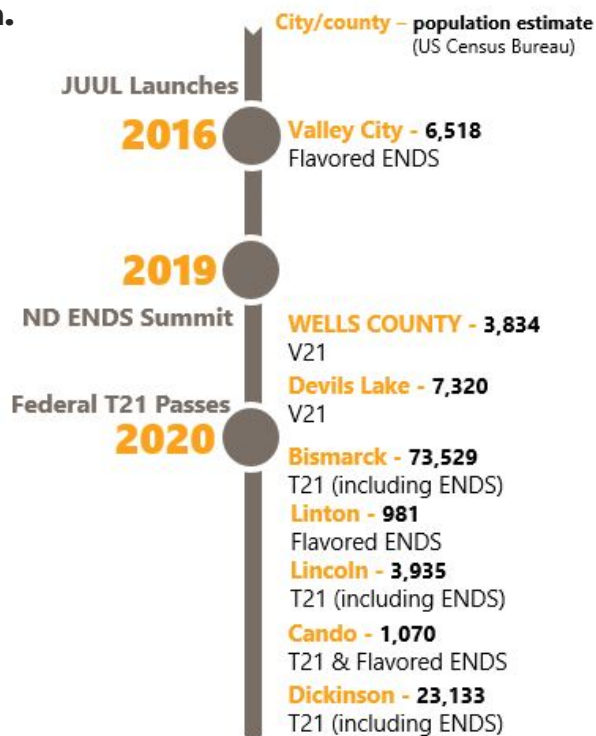 City/county – population estimate
(US Census Bureau)
JUUL Launches
2016
Valley City - 6,518
Flavored ENDS
2019
ND ENDS Summit
WELLS COUNTY - 3,834
V21
Devils Lake - 7,320
V21
Federal T21 Passes
2020
Bismarck - 73,529
T21 (including ENDS)
Linton - 981
Flavored ENDS
Lincoln - 3,935
T21 (including ENDS)
Cando - 1,070
T21 & Flavored ENDS
Dickinson - 23,133
T21 (including ENDS)